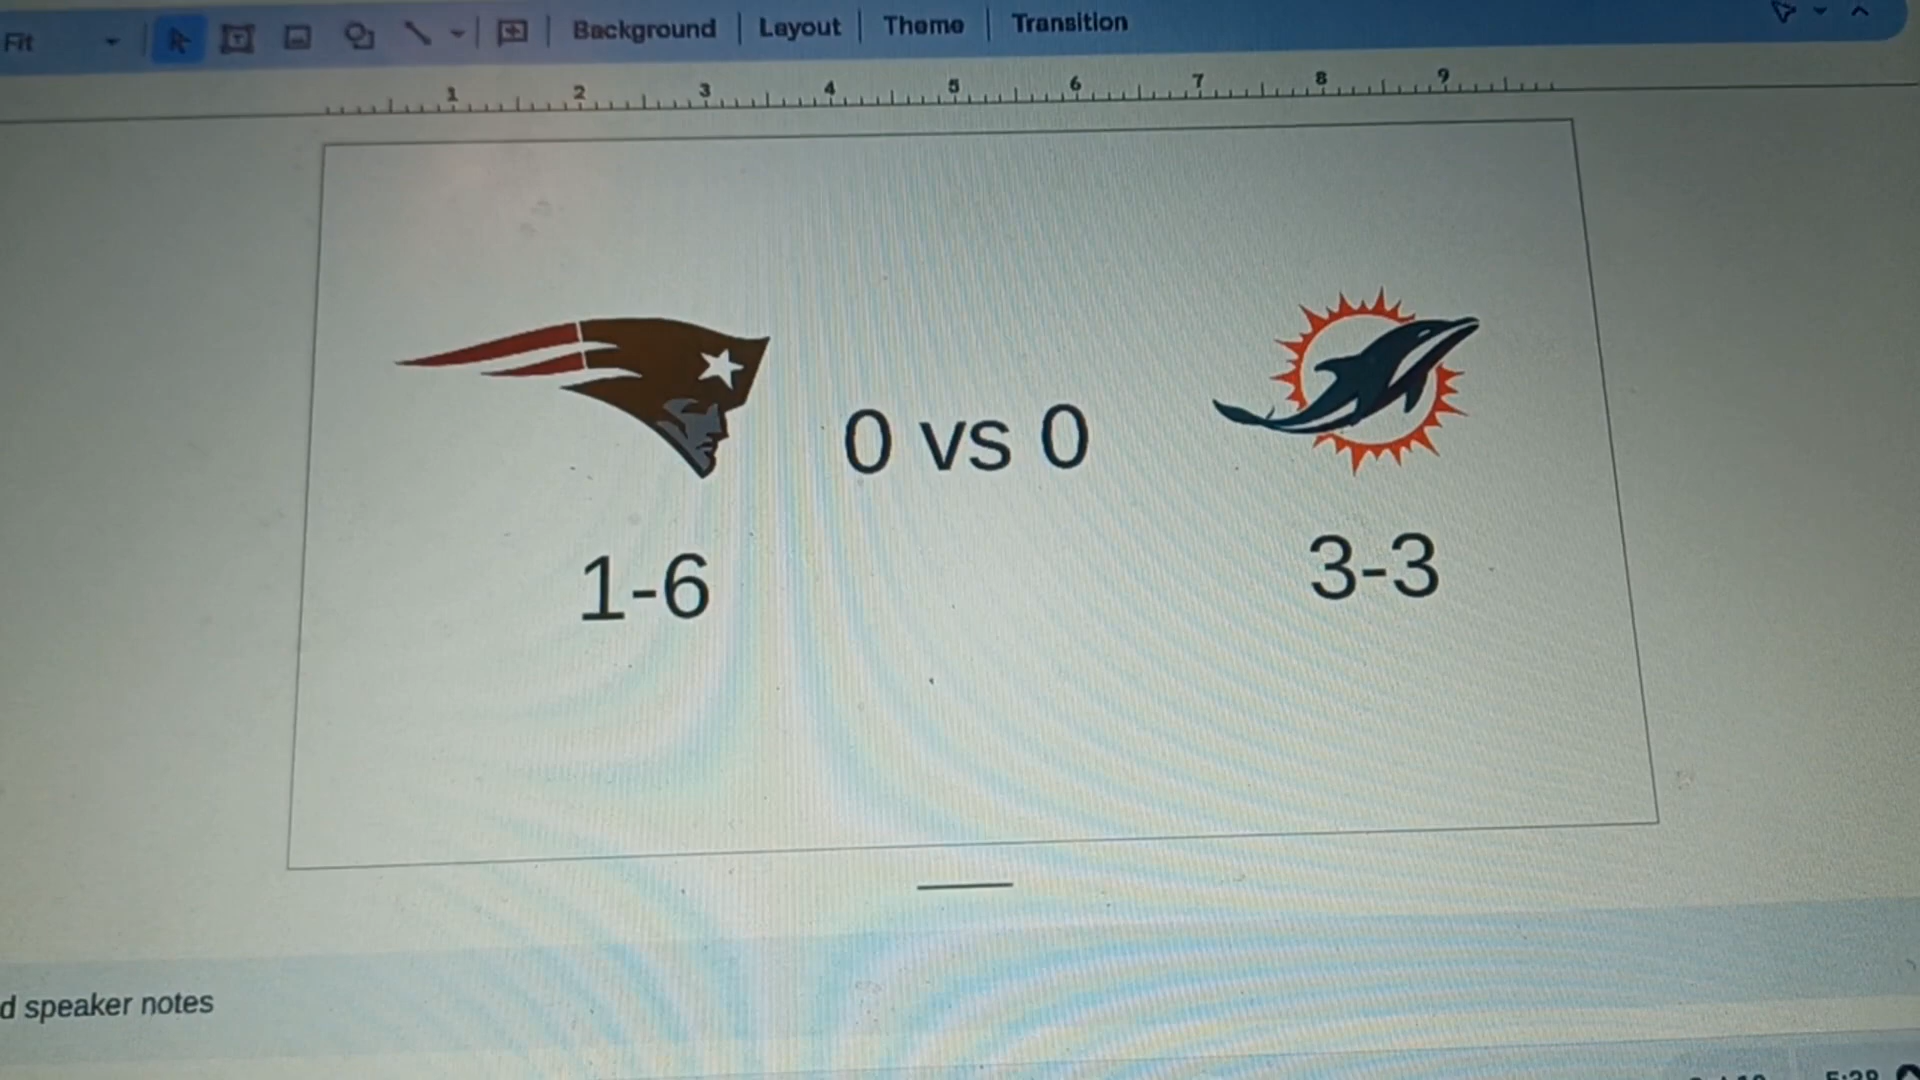 Fit
Background
Layout
Theme
Transition
1 2 3 4 5 6 7 8 9
0 vs 0
1-6
3-3
d speaker notes